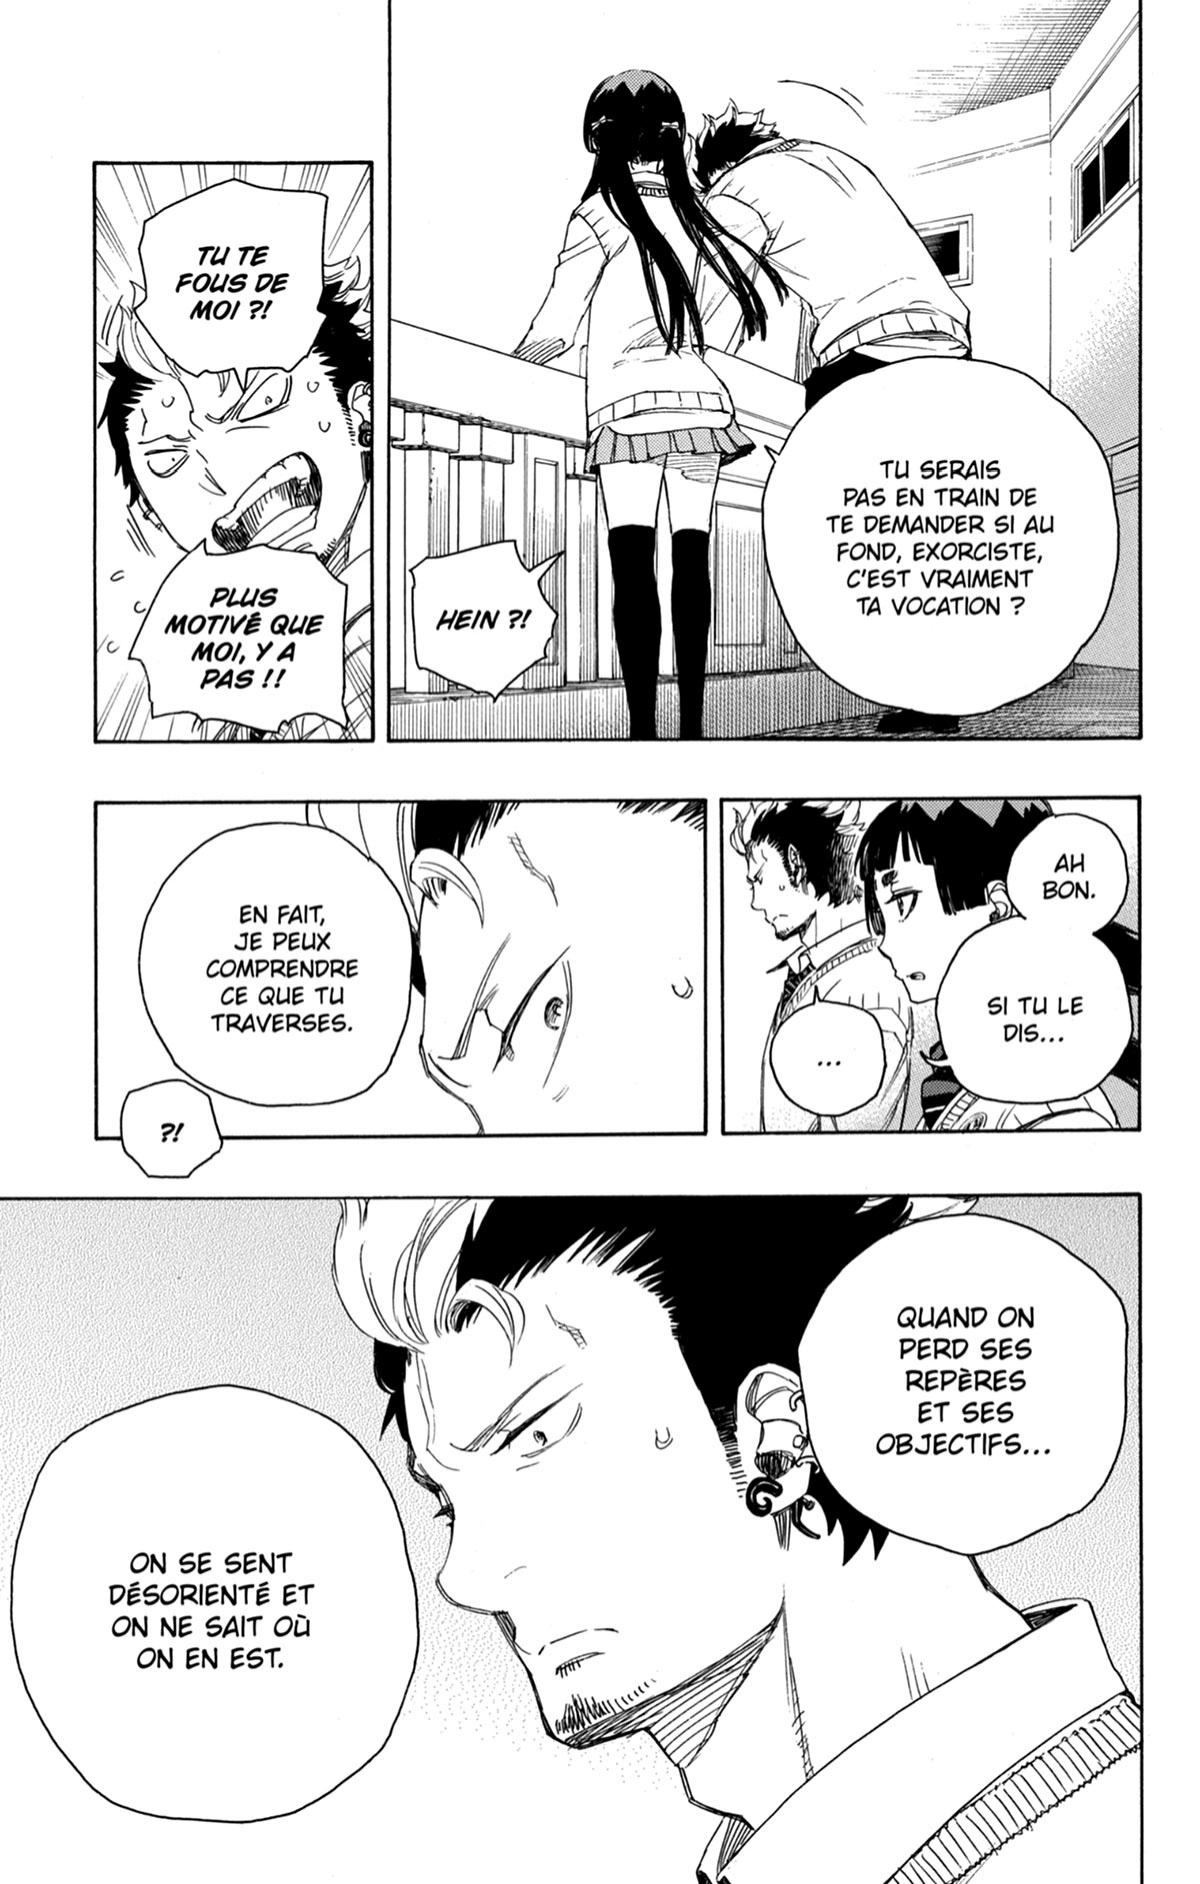 TU SERAIS
PAS EN TRAIN DE
TE DEMANDER SI AU
FOND, EXORCISTE,
C'EST VRAIMENT
TA VOCATION ?
HEIN ?!
TU TE
FOUS DE
MOI ?!
PLUS
MOTIVÉ QUE
MOI, Y A
PAS !!
AH
BON.
SI TU LE
DIS...
...
EN FAIT,
JE PEUX
COMPRENDRE
CE QUE TU
TRAVERSES.
?!
QUAND ON
PERD SES
REPÈRES
ET SES
OBJECTIFS...
ON SE SENT
DÉSORIENTÉ ET
ON NE SAIT OÙ
ON EN EST.